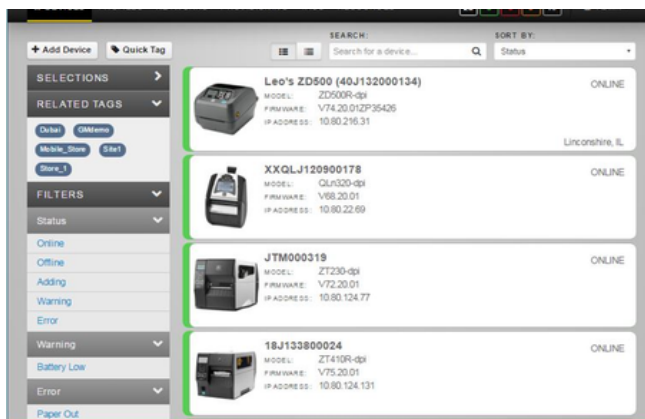 SEARCH:
SORT BY:
+ Add Device
Quick Tag
Search for a device...
Status
SELECTIONS
RELATED TAGS
Dubai
GMdemo
Mobile_Store
Site1
Store_1
FILTERS
Status
Online
Offline
Adding
Warning
Error
Warning
Battery Low
Error
Paper Out
Leo's ZD500 (40J132000134)
ONLINE
MODEL: ZD500R-dpi
FIRMWARE: V74.20.01ZP35426
IP ADDRESS: 10.80.216.31
Linconshire, IL
XXQLJ120900178
ONLINE
MODEL: QLn320-dpi
FIRMWARE: V68.20.01
IP ADDRESS: 10.80.22.69
JTM000319
ONLINE
MODEL: ZT230-dpi
FIRMWARE: V72.20.01
IP ADDRESS: 10.80.124.77
18J133800024
ONLINE
MODEL: ZT410R-dpi
FIRMWARE: V75.20.01
IP ADDRESS: 10.80.124.131